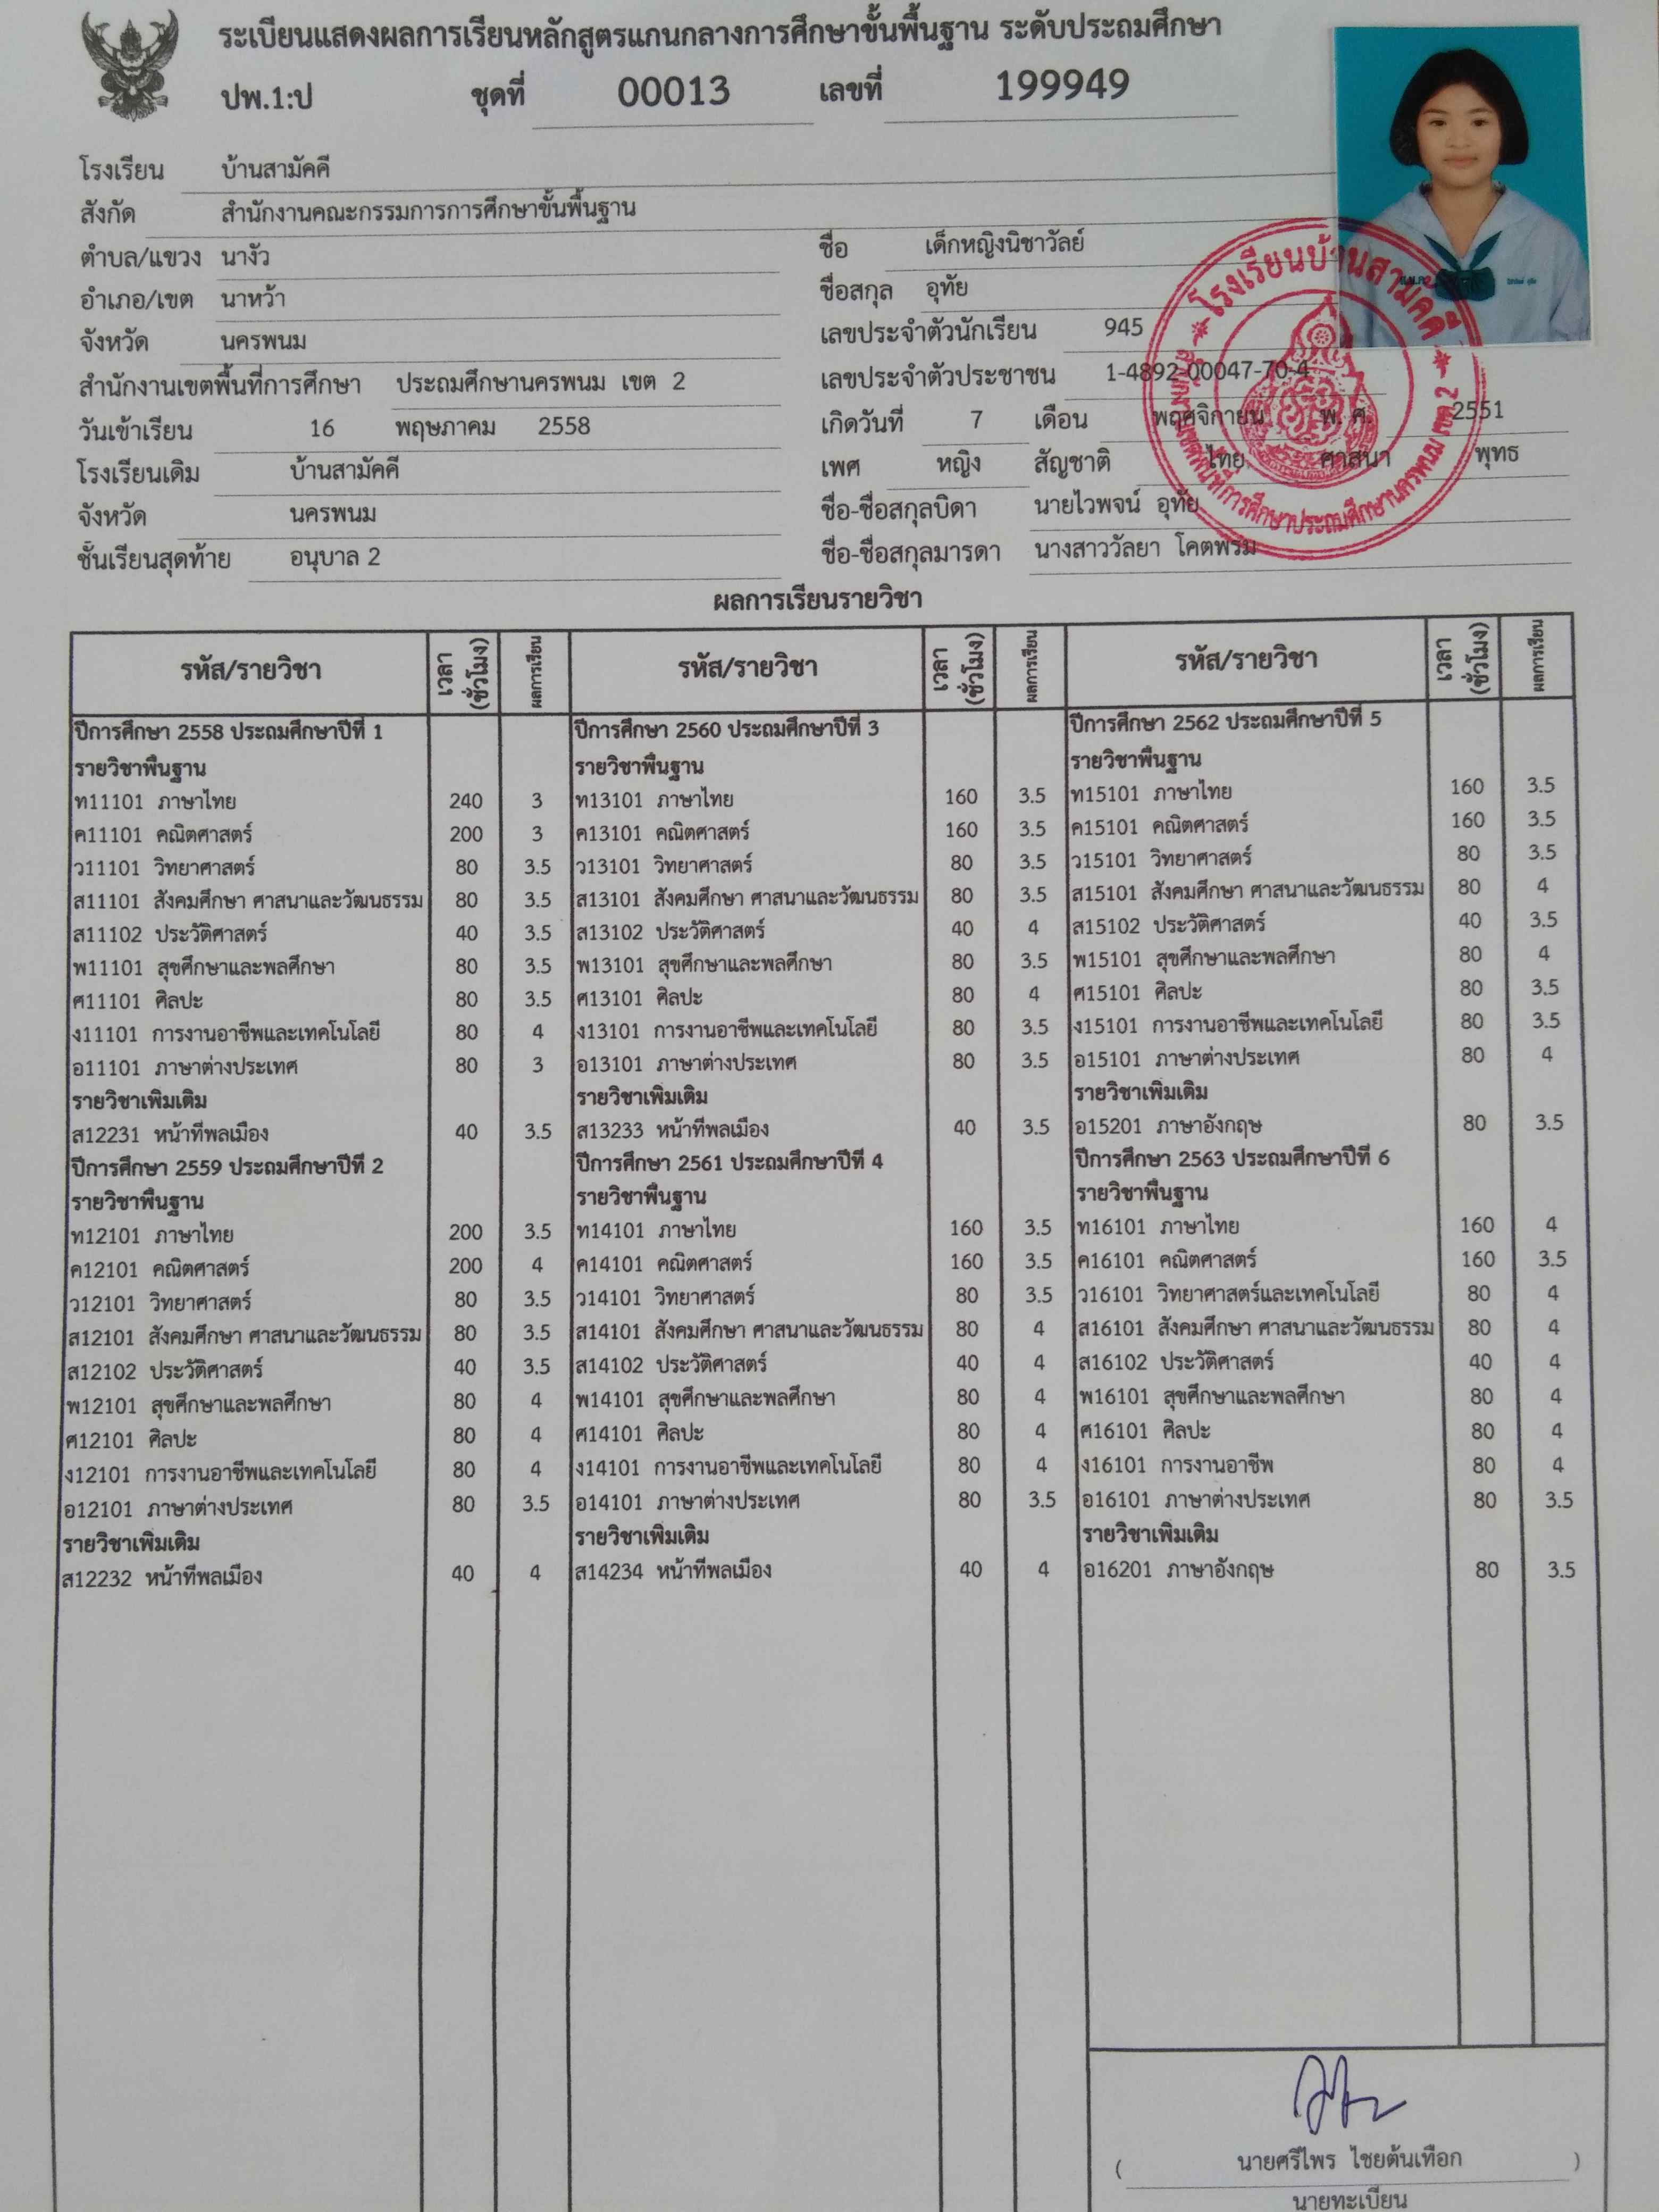 ระเบียนแสดงผลการเรียนหลักสูตรแกนกลางการศึกษาขั้นพื้นฐาน ระดับประถมศึกษา
ปพ.1:ป ชุดที่ 00013 เลขที่ 199949
โรงเรียน บ้านสามัคคี
สังกัด สำนักงานคณะกรรมการการศึกษาขั้นพื้นฐาน
ตำบล/แขวง นางัว
อำเภอ/เขต นาหว้า
จังหวัด นครพนม
สำนักงานเขตพื้นที่การศึกษา ประถมศึกษานครพนม เขต 2
วันเข้าเรียน 16 พฤษภาคม 2558
โรงเรียนเดิม บ้านสามัคคี
จังหวัด นครพนม
ชั้นเรียนสุดท้าย อนุบาล 2
ชื่อ เด็กหญิงนิชาวัลย์
ชื่อสกุล อุทัย
เลขประจำตัวนักเรียน 945
เลขประจำตัวประชาชน 1-4892-00047-70-4
เกิดวันที่ 7 เดือน พฤศจิกายน พ.ศ. 2551
เพศ หญิง สัญชาติ ไทย ศาสนา พุทธ
ชื่อ-ชื่อสกุลบิดา นายไวพจน์ อุทัย
ชื่อ-ชื่อสกุลมารดา นางสาววัลยา โคตพรม
โรงเรียนบ้านสามัคคี
สำนักงานเขตพื้นที่การศึกษาประถมศึกษานครพนม เขต 2
ผลการเรียนรายวิชา
รหัส/รายวิชา เวลา (ชั่วโมง) ผลการเรียน รหัส/รายวิชา เวลา (ชั่วโมง) ผลการเรียน รหัส/รายวิชา เวลา (ชั่วโมง) ผลการเรียน
ปีการศึกษา 2558 ประถมศึกษาปีที่ 1
รายวิชาพื้นฐาน
ท11101 ภาษาไทย 240 3
ค11101 คณิตศาสตร์ 200 3
ว11101 วิทยาศาสตร์ 80 3.5
ส11101 สังคมศึกษา ศาสนาและวัฒนธรรม 80 3.5
ส11102 ประวัติศาสตร์ 40 3.5
พ11101 สุขศึกษาและพลศึกษา 80 3.5
ศ11101 ศิลปะ 80 3.5
ง11101 การงานอาชีพและเทคโนโลยี 80 4
อ11101 ภาษาต่างประเทศ 80 3
รายวิชาเพิ่มเติม
ส12231 หน้าที่พลเมือง 40 3.5
ปีการศึกษา 2559 ประถมศึกษาปีที่ 2
รายวิชาพื้นฐาน
ท12101 ภาษาไทย 200 3.5
ค12101 คณิตศาสตร์ 200 4
ว12101 วิทยาศาสตร์ 80 3.5
ส12101 สังคมศึกษา ศาสนาและวัฒนธรรม 80 3.5
ส12102 ประวัติศาสตร์ 40 3.5
พ12101 สุขศึกษาและพลศึกษา 80 4
ศ12101 ศิลปะ 80 4
ง12101 การงานอาชีพและเทคโนโลยี 80 4
อ12101 ภาษาต่างประเทศ 80 3.5
รายวิชาเพิ่มเติม
ส12232 หน้าที่พลเมือง 40 4
ปีการศึกษา 2560 ประถมศึกษาปีที่ 3
รายวิชาพื้นฐาน
ท13101 ภาษาไทย 160 3.5
ค13101 คณิตศาสตร์ 160 3.5
ว13101 วิทยาศาสตร์ 80 3.5
ส13101 สังคมศึกษา ศาสนาและวัฒนธรรม 80 3.5
ส13102 ประวัติศาสตร์ 40 4
พ13101 สุขศึกษาและพลศึกษา 80 3.5
ศ13101 ศิลปะ 80 4
ง13101 การงานอาชีพและเทคโนโลยี 80 3.5
อ13101 ภาษาต่างประเทศ 80 3.5
รายวิชาเพิ่มเติม
ส13233 หน้าที่พลเมือง 40 3.5
ปีการศึกษา 2561 ประถมศึกษาปีที่ 4
รายวิชาพื้นฐาน
ท14101 ภาษาไทย 160 3.5
ค14101 คณิตศาสตร์ 160 3.5
ว14101 วิทยาศาสตร์ 80 3.5
ส14101 สังคมศึกษา ศาสนาและวัฒนธรรม 80 4
ส14102 ประวัติศาสตร์ 40 4
พ14101 สุขศึกษาและพลศึกษา 80 4
ศ14101 ศิลปะ 80 4
ง14101 การงานอาชีพและเทคโนโลยี 80 4
อ14101 ภาษาต่างประเทศ 80 3.5
รายวิชาเพิ่มเติม
ส14234 หน้าที่พลเมือง 40 4
ปีการศึกษา 2562 ประถมศึกษาปีที่ 5
รายวิชาพื้นฐาน
ท15101 ภาษาไทย 160 3.5
ค15101 คณิตศาสตร์ 160 3.5
ว15101 วิทยาศาสตร์ 80 3.5
ส15101 สังคมศึกษา ศาสนาและวัฒนธรรม 80 4
ส15102 ประวัติศาสตร์ 40 3.5
พ15101 สุขศึกษาและพลศึกษา 80 4
ศ15101 ศิลปะ 80 3.5
ง15101 การงานอาชีพและเทคโนโลยี 80 3.5
อ15101 ภาษาต่างประเทศ 80 4
รายวิชาเพิ่มเติม
อ15201 ภาษาอังกฤษ 80 3.5
ปีการศึกษา 2563 ประถมศึกษาปีที่ 6
รายวิชาพื้นฐาน
ท16101 ภาษาไทย 160 4
ค16101 คณิตศาสตร์ 160 3.5
ว16101 วิทยาศาสตร์และเทคโนโลยี 80 4
ส16101 สังคมศึกษา ศาสนาและวัฒนธรรม 80 4
ส16102 ประวัติศาสตร์ 40 4
พ16101 สุขศึกษาและพลศึกษา 80 4
ศ16101 ศิลปะ 80 4
ง16101 การงานอาชีพ 80 4
อ16101 ภาษาต่างประเทศ 80 3.5
รายวิชาเพิ่มเติม
อ16201 ภาษาอังกฤษ 80 3.5
( นายศรีไพร ไชยต้นเทือก )
นายทะเบียน